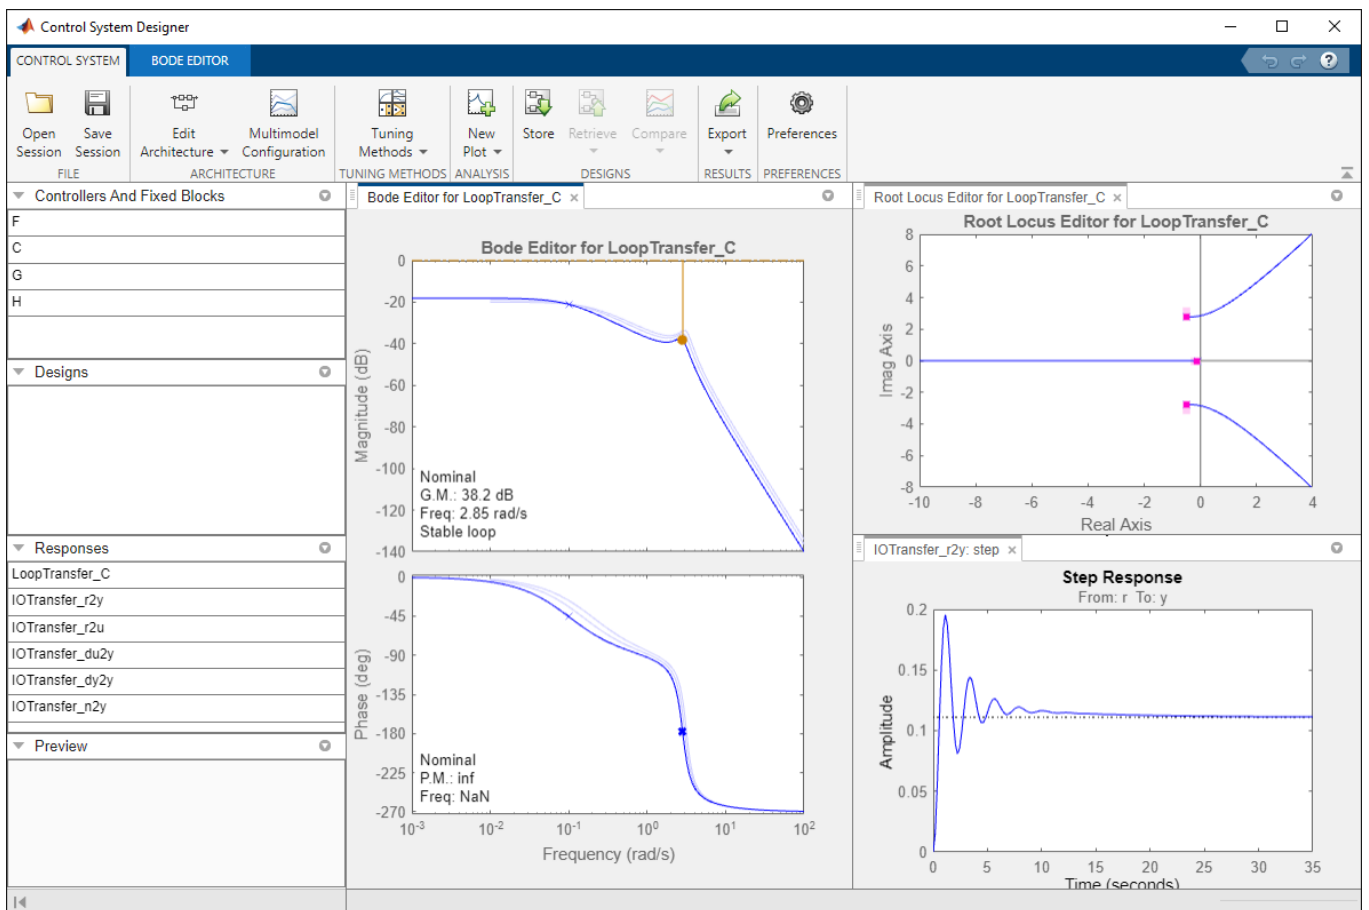 Control System Designer
CONTROL SYSTEM
BODE EDITOR
?
Open Session
Save Session
Edit Architecture
Multimodel Configuration
Tuning Methods
New Plot
Store
Retrieve
Compare
Export
Preferences
FILE
ARCHITECTURE
TUNING METHODS
ANALYSIS
DESIGNS
RESULTS
PREFERENCES
Controllers And Fixed Blocks
F
C
G
H
Designs
Responses
LoopTransfer_C
IOTransfer_r2y
IOTransfer_r2u
IOTransfer_du2y
IOTransfer_dy2y
IOTransfer_n2y
Preview
Bode Editor for LoopTransfer_C
Bode Editor for LoopTransfer_C
Magnitude (dB)
0
-20
-40
-60
-80
-100
-120
-140
Nominal
G.M.: 38.2 dB
Freq: 2.85 rad/s
Stable loop
Phase (deg)
0
-45
-90
-135
-180
-225
-270
Nominal
P.M.: inf
Freq: NaN
10^-3
10^-2
10^-1
10^0
10^1
10^2
Frequency (rad/s)
Root Locus Editor for LoopTransfer_C
Root Locus Editor for LoopTransfer_C
Imag Axis
8
6
4
2
0
-2
-4
-6
-8
-10
-8
-6
-4
-2
0
2
4
Real Axis
IOTransfer_r2y: step
Step Response
From: r To: y
Amplitude
0.2
0.15
0.1
0.05
0
0
5
10
15
20
25
30
35
Time (seconds)